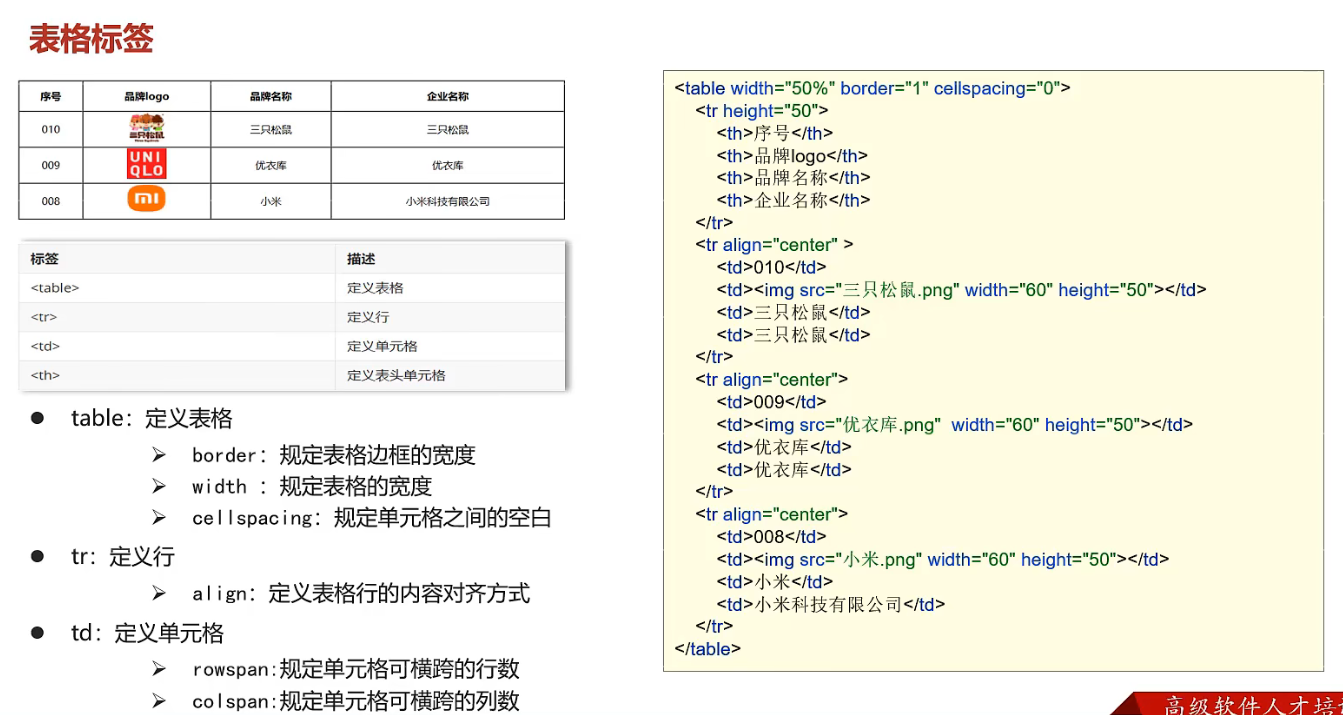 表格标签
序号 品牌logo 品牌名称 企业名称
010 三只松鼠 三只松鼠 三只松鼠
009 UNI QLO 优衣库 优衣库
008 mi 小米 小米科技有限公司
标签 描述
<table> 定义表格
<tr> 定义行
<td> 定义单元格
<th> 定义表头单元格
● table：定义表格
➢ border：规定表格边框的宽度
➢ width ：规定表格的宽度
➢ cellspacing：规定单元格之间的空白
● tr：定义行
➢ align：定义表格行的内容对齐方式
● td：定义单元格
➢ rowspan:规定单元格可横跨的行数
➢ colspan:规定单元格可横跨的列数
<table width="50%" border="1" cellspacing="0">
<tr height="50">
<th>序号</th>
<th>品牌logo</th>
<th>品牌名称</th>
<th>企业名称</th>
</tr>
<tr align="center" >
<td>010</td>
<td><img src="三只松鼠.png" width="60" height="50"></td>
<td>三只松鼠</td>
<td>三只松鼠</td>
</tr>
<tr align="center">
<td>009</td>
<td><img src="优衣库.png"  width="60" height="50"></td>
<td>优衣库</td>
<td>优衣库</td>
</tr>
<tr align="center">
<td>008</td>
<td><img src="小米.png" width="60" height="50"></td>
<td>小米</td>
<td>小米科技有限公司</td>
</tr>
</table>
高级软件人才培